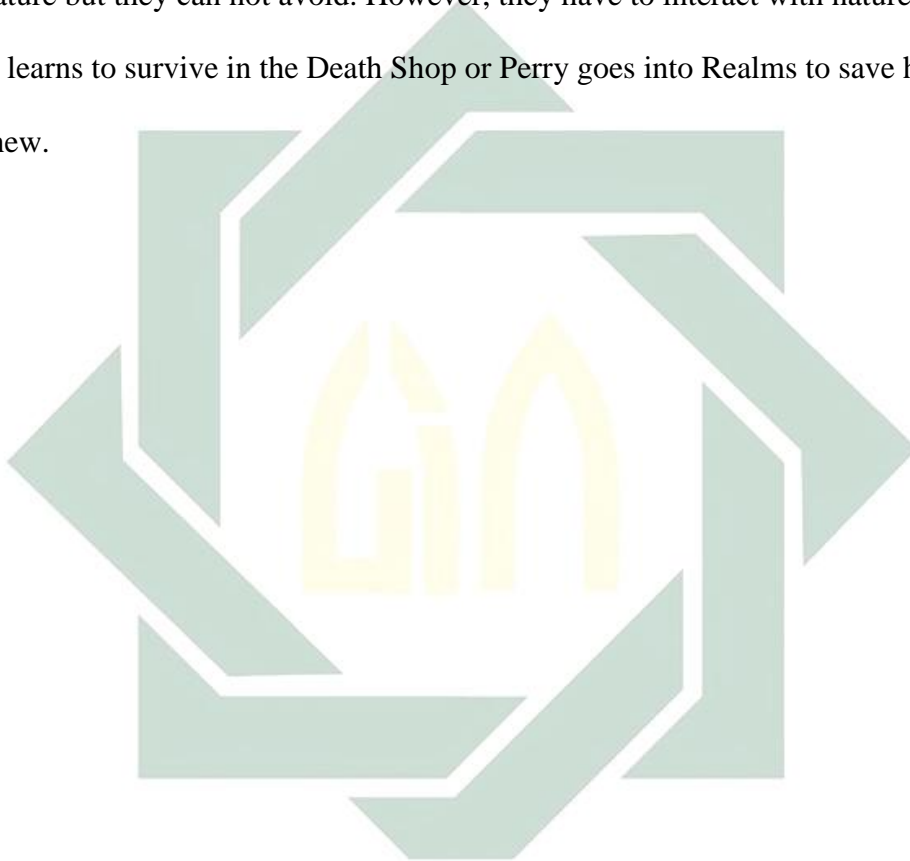 ature but they can not avoid. However, they have to interact with nature
learns to survive in the Death Shop or Perry goes into Realms to save h
new.